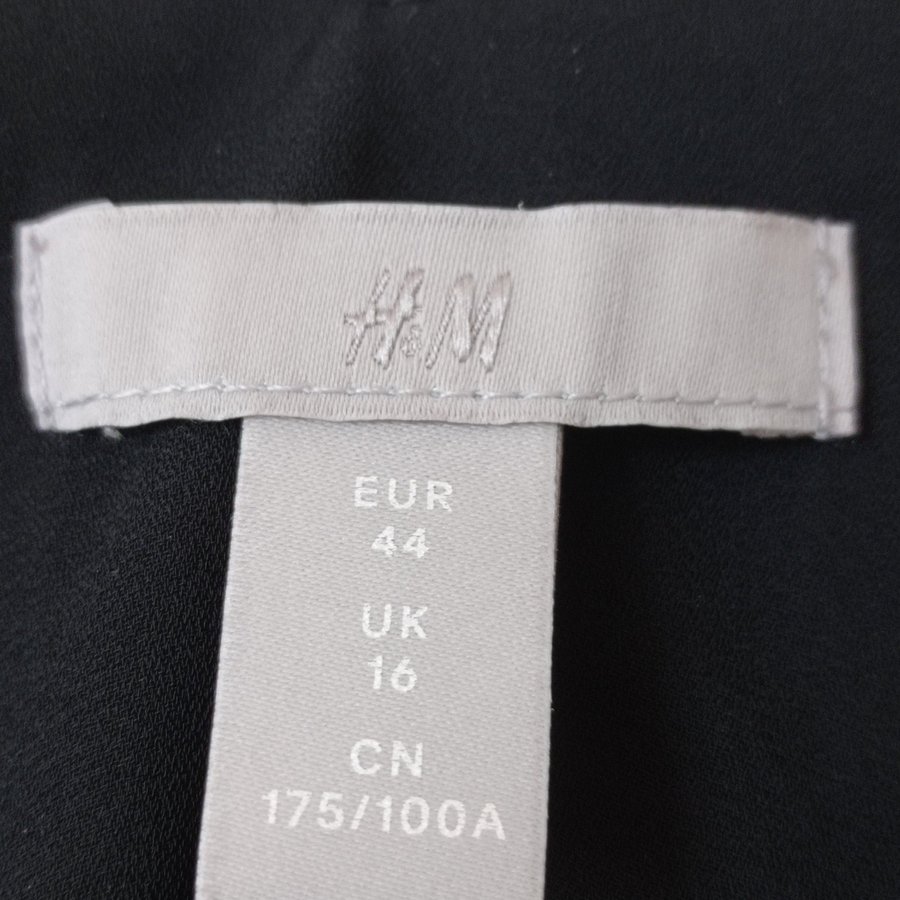 H&M
EUR
44
UK
16
CN
175/100A